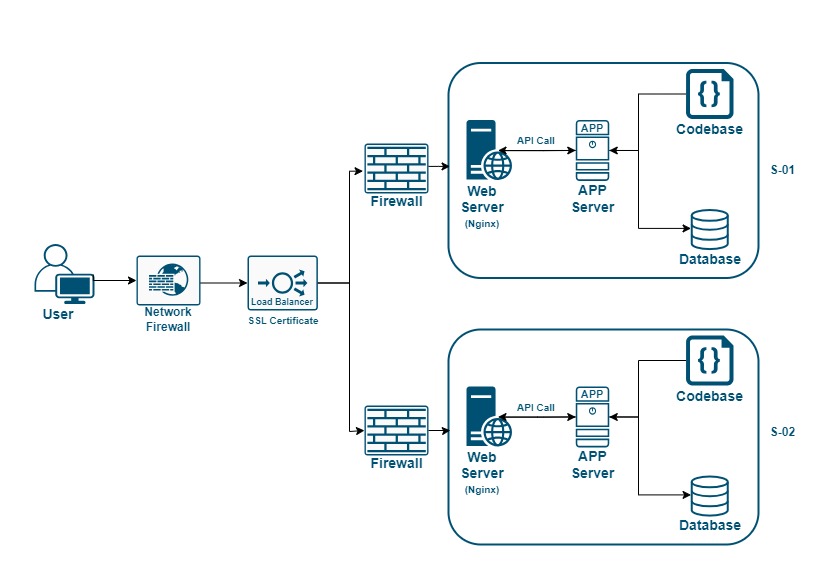 User
Network
Firewall
Load Balancer
SSL Certificate
Firewall
Web
Server
(Nginx)
API Call
APP
APP
Server
Codebase
Database
S-01
Firewall
Web
Server
(Nginx)
API Call
APP
APP
Server
Codebase
Database
S-02